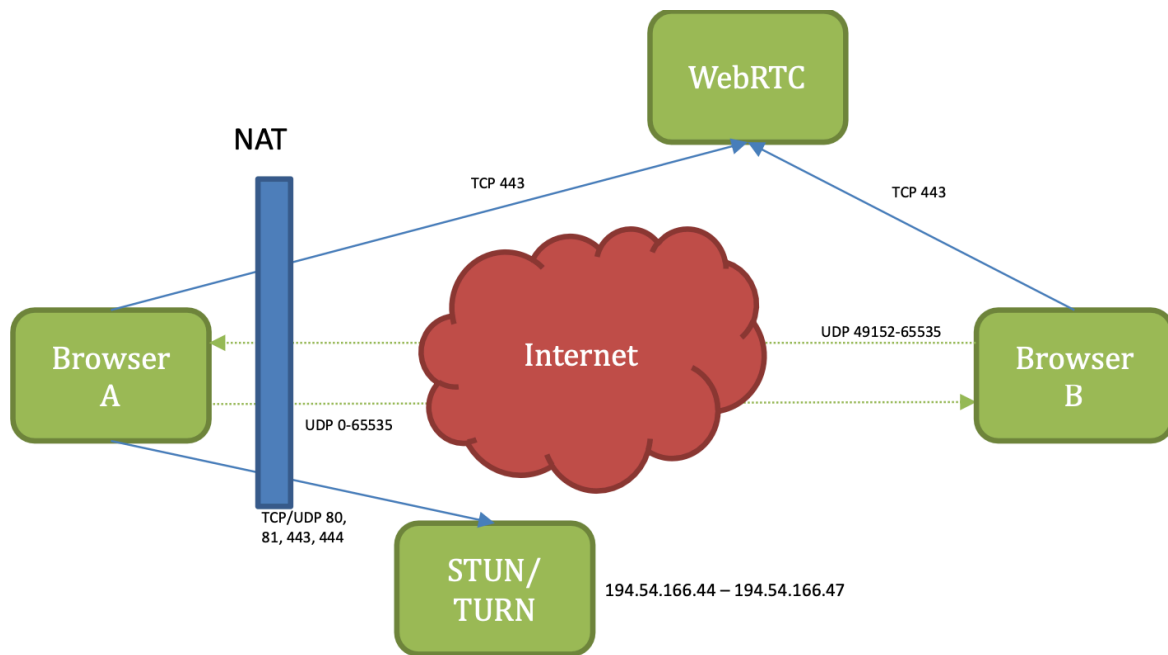 WebRTC
NAT
TCP 443
TCP 443
UDP 49152-65535
Browser
A
Internet
Browser
B
UDP 0-65535
TCP/UDP 80,
81, 443, 444
STUN/
TURN
194.54.166.44 – 194.54.166.47